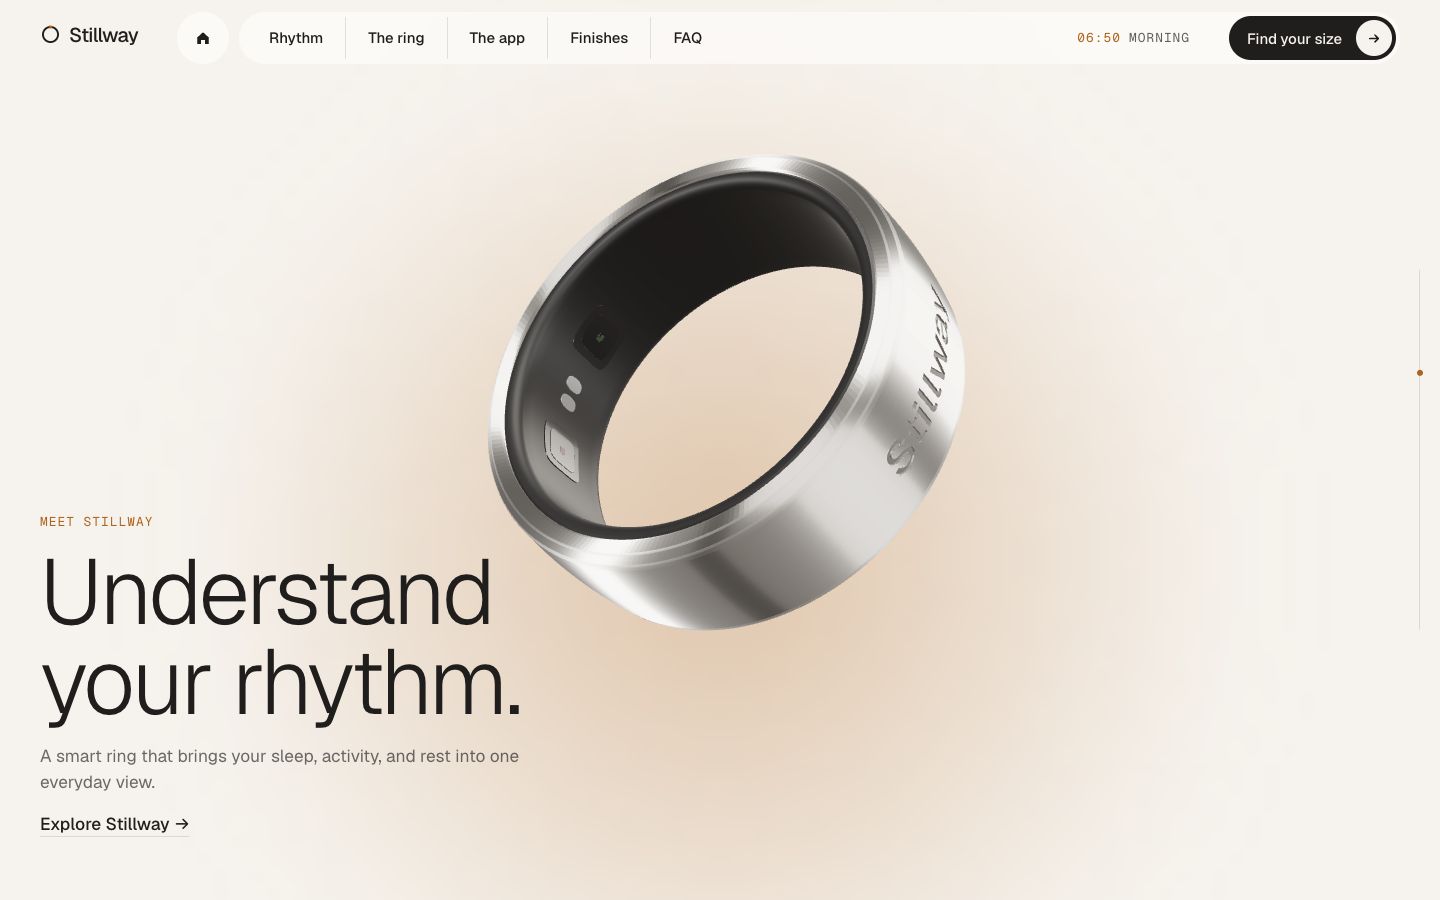 Stillway
Rhythm
The ring
The app
Finishes
FAQ
06:50 MORNING
Find your size →
Stillway
MEET STILLWAY
Understand
your rhythm.
A smart ring that brings your sleep, activity, and rest into one
everyday view.
Explore Stillway →